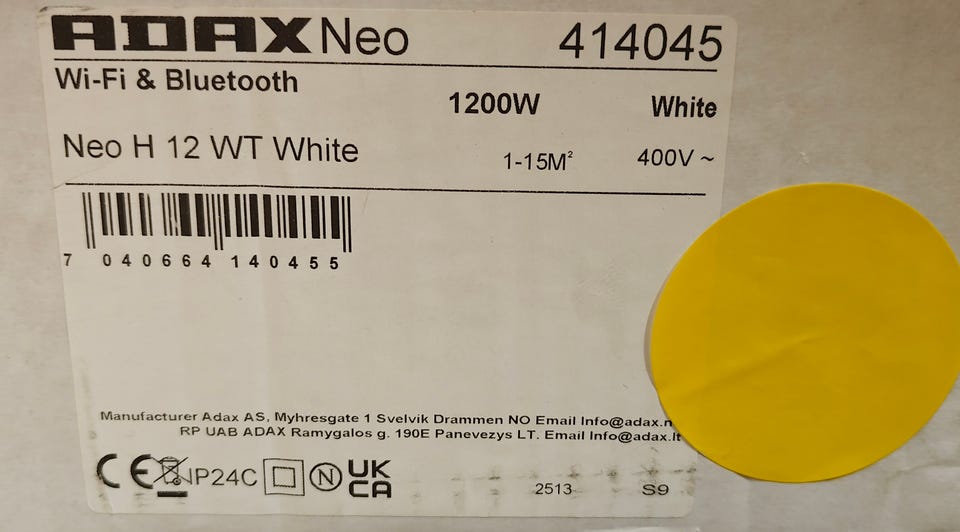 ADAX Neo 414045
Wi-Fi & Bluetooth
1200W White
Neo H 12 WT White 1-15M² 400V ~
7 040664 140455
Manufacturer Adax AS, Myhresgate 1 Svelvik Drammen NO Email Info@adax.n
RP UAB ADAX Ramygalos g. 190E Panevezys LT. Email Info@adax.lt
CE IP24C N UK
CA
2513 S9